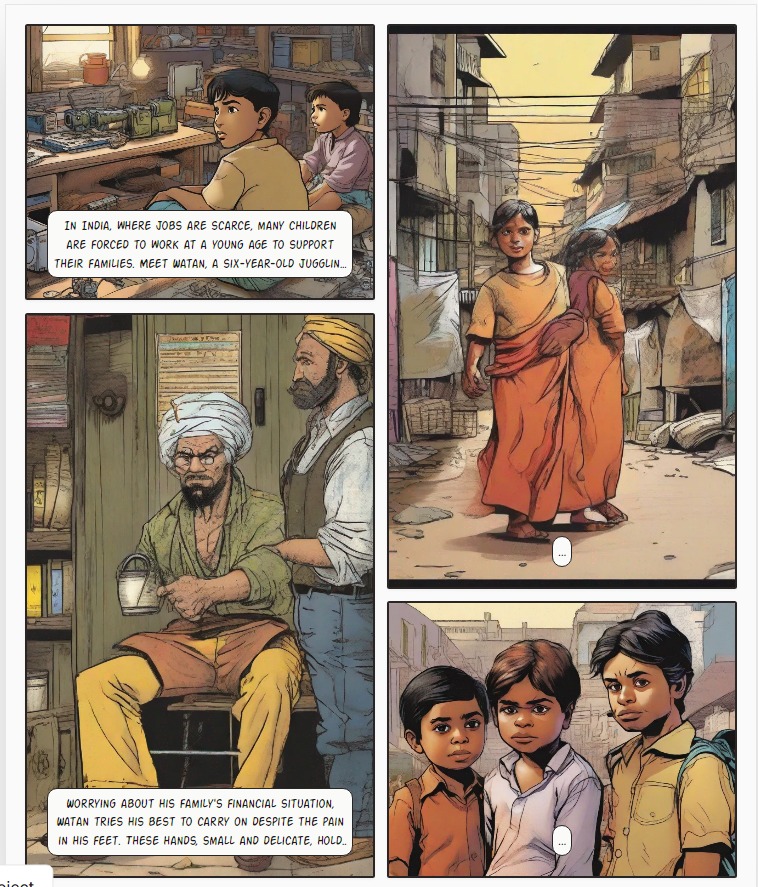 IN INDIA, WHERE JOBS ARE SCARCE, MANY CHILDREN
ARE FORCED TO WORK AT A YOUNG AGE TO SUPPORT
THEIR FAMILIES. MEET WATAN, A SIX-YEAR-OLD JUGGLIN...
WORRYING ABOUT HIS FAMILY'S FINANCIAL SITUATION,
WATAN TRIES HIS BEST TO CARRY ON DESPITE THE PAIN
IN HIS FEET. THESE HANDS, SMALL AND DELICATE, HOLD..
...
...